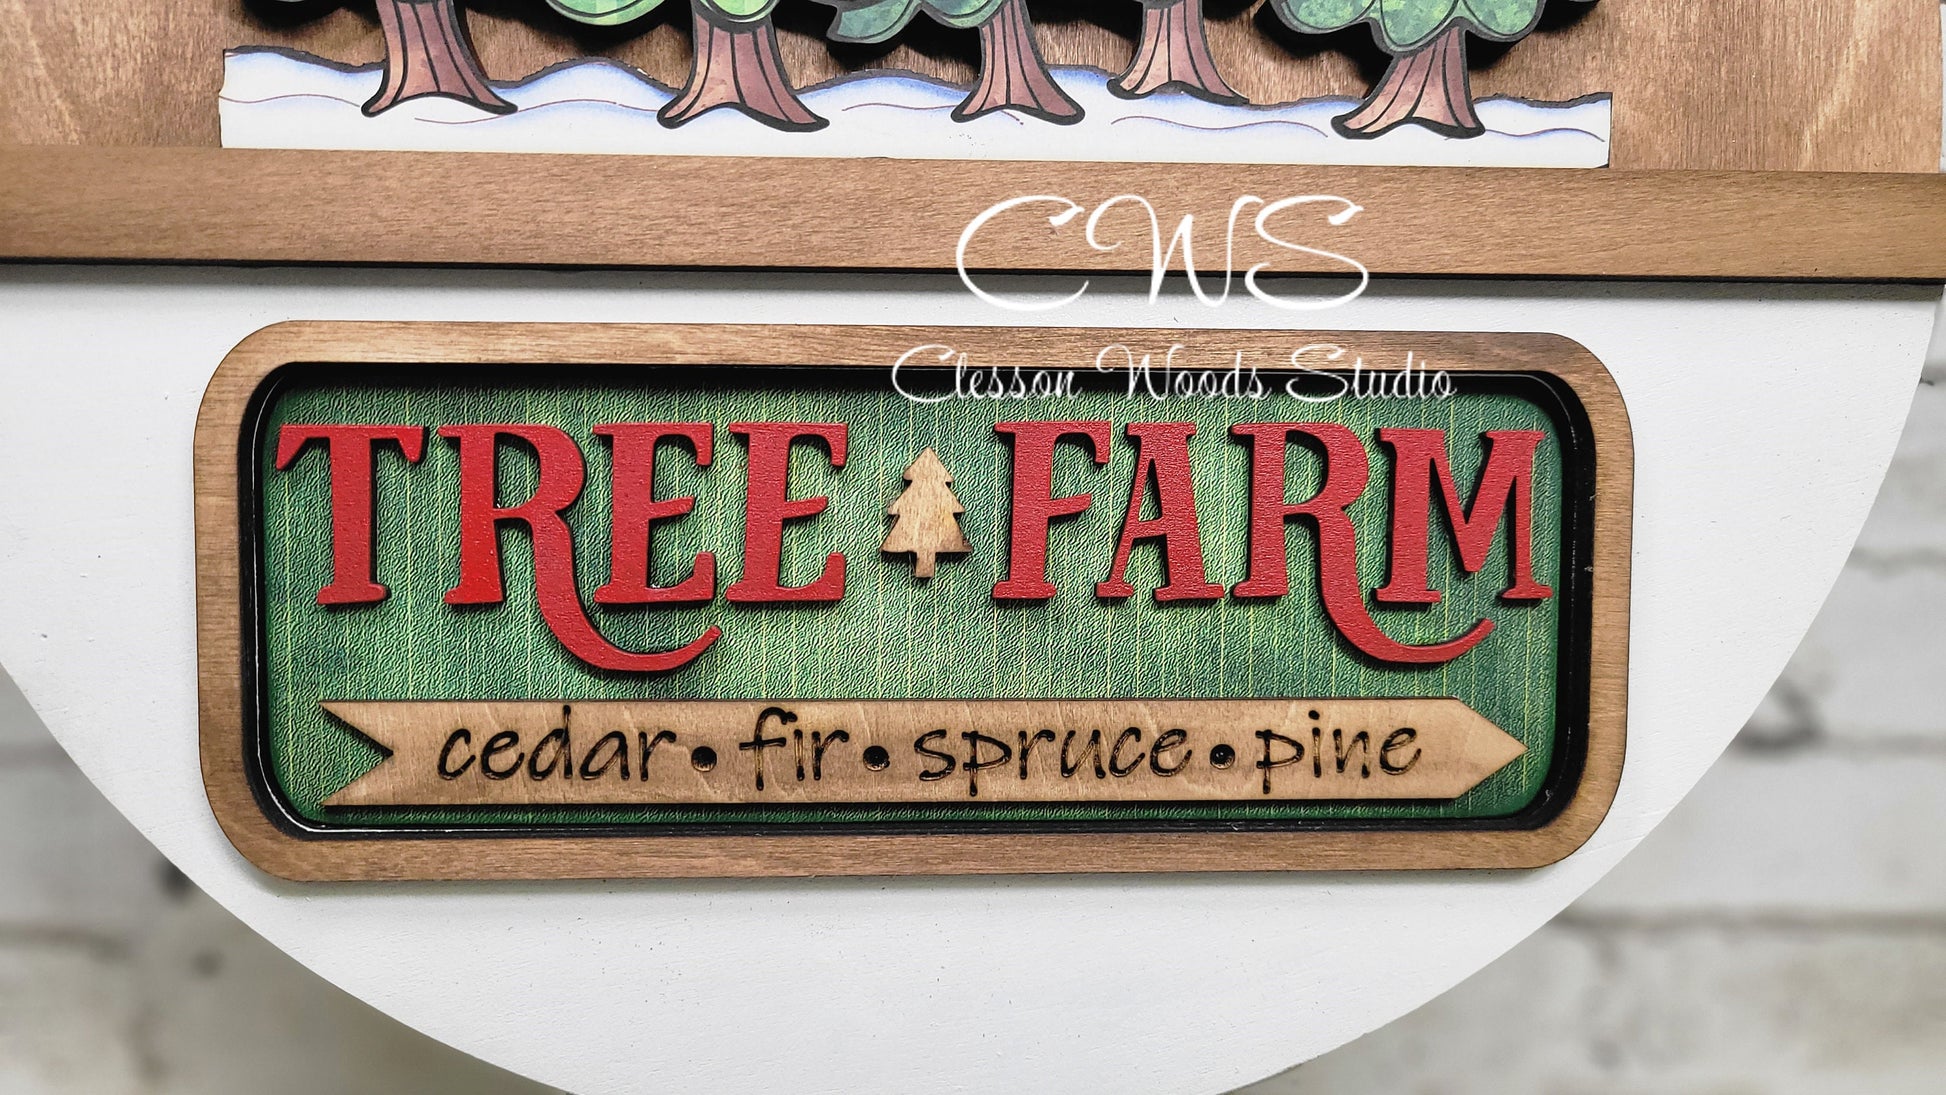 CWS
Clesson Woods Studio
TREE FARM
cedar • fir • spruce • pine